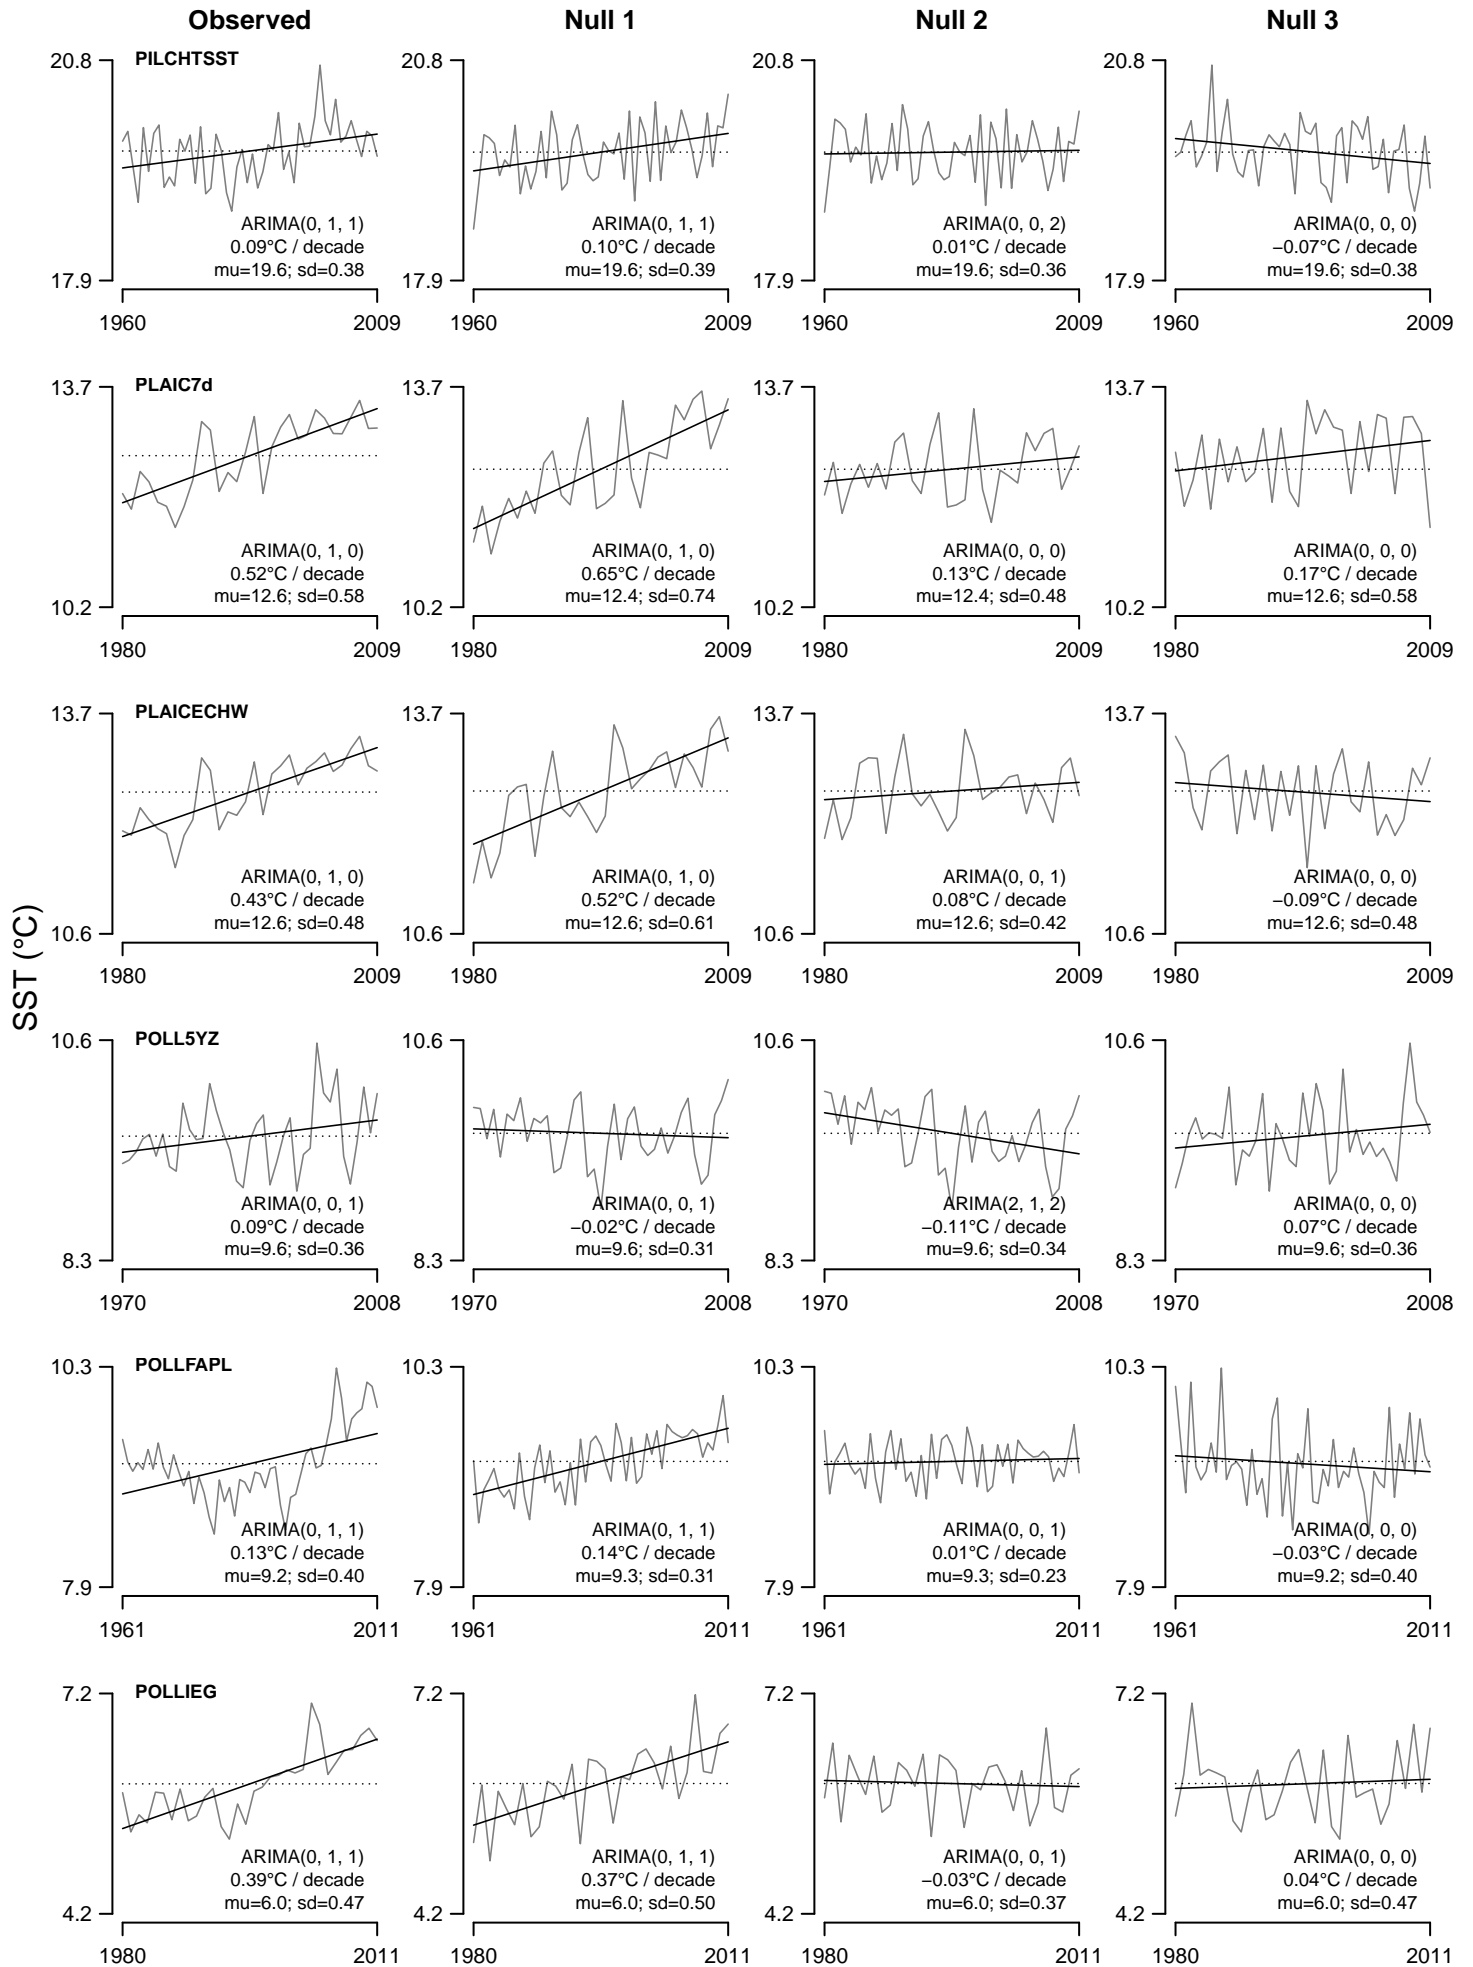 Observed Null 1 Null 2 Null 3
SST (°C)
PILCHTSST
20.8 20.8 20.8 20.8
ARIMA(0, 1, 1) ARIMA(0, 1, 1) ARIMA(0, 0, 2) ARIMA(0, 0, 0)
0.09°C / decade 0.10°C / decade 0.01°C / decade −0.07°C / decade
mu=19.6; sd=0.38 mu=19.6; sd=0.39 mu=19.6; sd=0.36 mu=19.6; sd=0.38
17.9 17.9 17.9 17.9
1960 2009 1960 2009 1960 2009 1960 2009
PLAIC7d
13.7 13.7 13.7 13.7
ARIMA(0, 1, 0) ARIMA(0, 1, 0) ARIMA(0, 0, 0) ARIMA(0, 0, 0)
0.52°C / decade 0.65°C / decade 0.13°C / decade 0.17°C / decade
mu=12.6; sd=0.58 mu=12.4; sd=0.74 mu=12.4; sd=0.48 mu=12.6; sd=0.58
10.2 10.2 10.2 10.2
1980 2009 1980 2009 1980 2009 1980 2009
PLAICECHW
13.7 13.7 13.7 13.7
ARIMA(0, 1, 0) ARIMA(0, 1, 0) ARIMA(0, 0, 1) ARIMA(0, 0, 0)
0.43°C / decade 0.52°C / decade 0.08°C / decade −0.09°C / decade
mu=12.6; sd=0.48 mu=12.6; sd=0.61 mu=12.6; sd=0.42 mu=12.6; sd=0.48
10.6 10.6 10.6 10.6
1980 2009 1980 2009 1980 2009 1980 2009
POLL5YZ
10.6 10.6 10.6 10.6
ARIMA(0, 0, 1) ARIMA(0, 0, 1) ARIMA(2, 1, 2) ARIMA(0, 0, 0)
0.09°C / decade −0.02°C / decade −0.11°C / decade 0.07°C / decade
mu=9.6; sd=0.36 mu=9.6; sd=0.31 mu=9.6; sd=0.34 mu=9.6; sd=0.36
8.3 8.3 8.3 8.3
1970 2008 1970 2008 1970 2008 1970 2008
POLLFAPL
10.3 10.3 10.3 10.3
ARIMA(0, 1, 1) ARIMA(0, 1, 1) ARIMA(0, 0, 1) ARIMA(0, 0, 0)
0.13°C / decade 0.14°C / decade 0.01°C / decade −0.03°C / decade
mu=9.2; sd=0.40 mu=9.3; sd=0.31 mu=9.3; sd=0.23 mu=9.2; sd=0.40
7.9 7.9 7.9 7.9
1961 2011 1961 2011 1961 2011 1961 2011
POLLIEG
7.2 7.2 7.2 7.2
ARIMA(0, 1, 1) ARIMA(0, 1, 1) ARIMA(0, 0, 1) ARIMA(0, 0, 0)
0.39°C / decade 0.37°C / decade −0.03°C / decade 0.04°C / decade
mu=6.0; sd=0.47 mu=6.0; sd=0.50 mu=6.0; sd=0.37 mu=6.0; sd=0.47
4.2 4.2 4.2 4.2
1980 2011 1980 2011 1980 2011 1980 2011